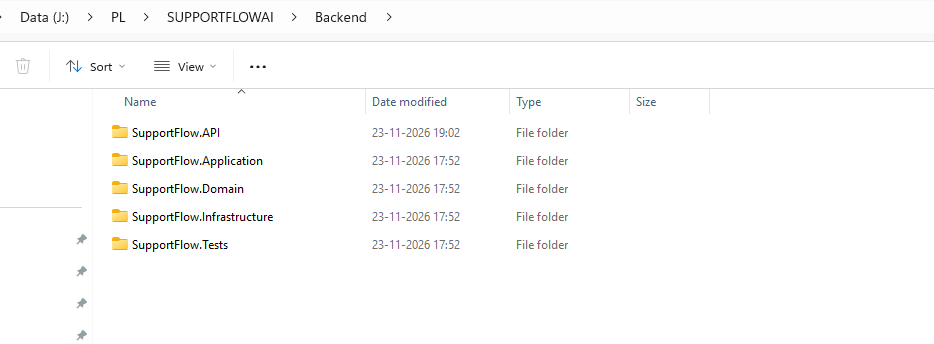 Data (J:) > PL > SUPPORTFLOWAI > Backend >
Sort View ...
Name Date modified Type Size
SupportFlow.API 23-11-2026 19:02 File folder
SupportFlow.Application 23-11-2026 17:52 File folder
SupportFlow.Domain 23-11-2026 17:52 File folder
SupportFlow.Infrastructure 23-11-2026 17:52 File folder
SupportFlow.Tests 23-11-2026 17:52 File folder